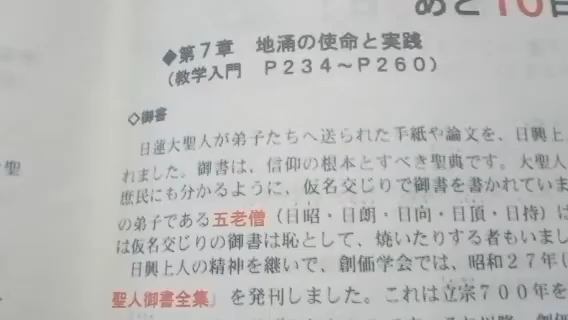 あと10日
◆第7章 地涌の使命と実践
(教学入門 P234～P260)
◇御書
日蓮大聖人が弟子たちへ送られた手紙や論文を、日興上
れました。御書は、信仰の根本とすべき聖典です。大聖人
庶民にも分かるように、仮名交じりで御書を書かれていま
の弟子である五老僧(日昭・日朗・日向・日頂・日持)は
は仮名交じりの御書は恥として、焼いたりする者もいまし
日興上人の精神を継いで、創価学会では、昭和27年(
聖人御書全集』を発刊しました。これは立宗700年を
聖